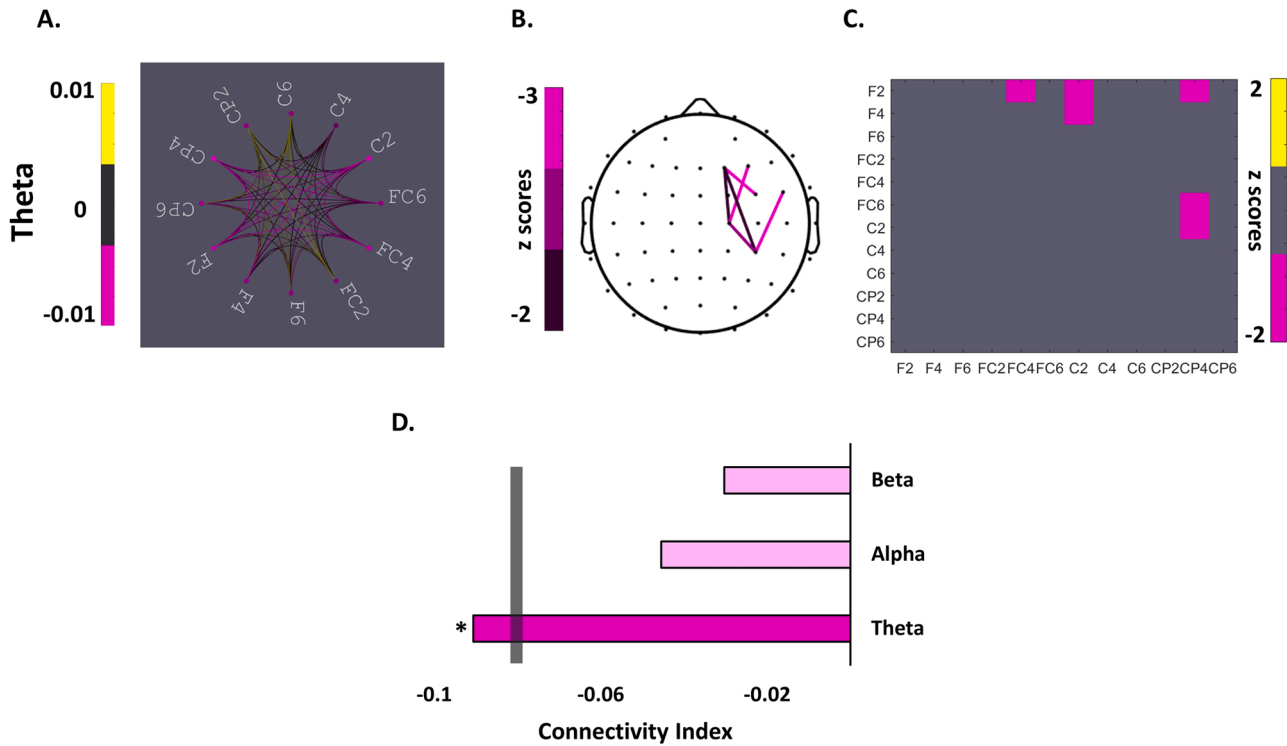 A.
Theta
0.01
0
-0.01
CP2
C6
C4
C2
FC6
FC4
FC2
F6
F4
F2
CP6
CP4
B.
z scores
-3
-2
C.
F2
F4
F6
FC2
FC4
FC6
C2
C4
C6
CP2
CP4
CP6
F2 F4 F6 FC2 FC4 FC6 C2 C4 C6 CP2 CP4 CP6
2
z scores
-2
D.
Beta
Alpha
* Theta
-0.1 -0.06 -0.02
Connectivity Index